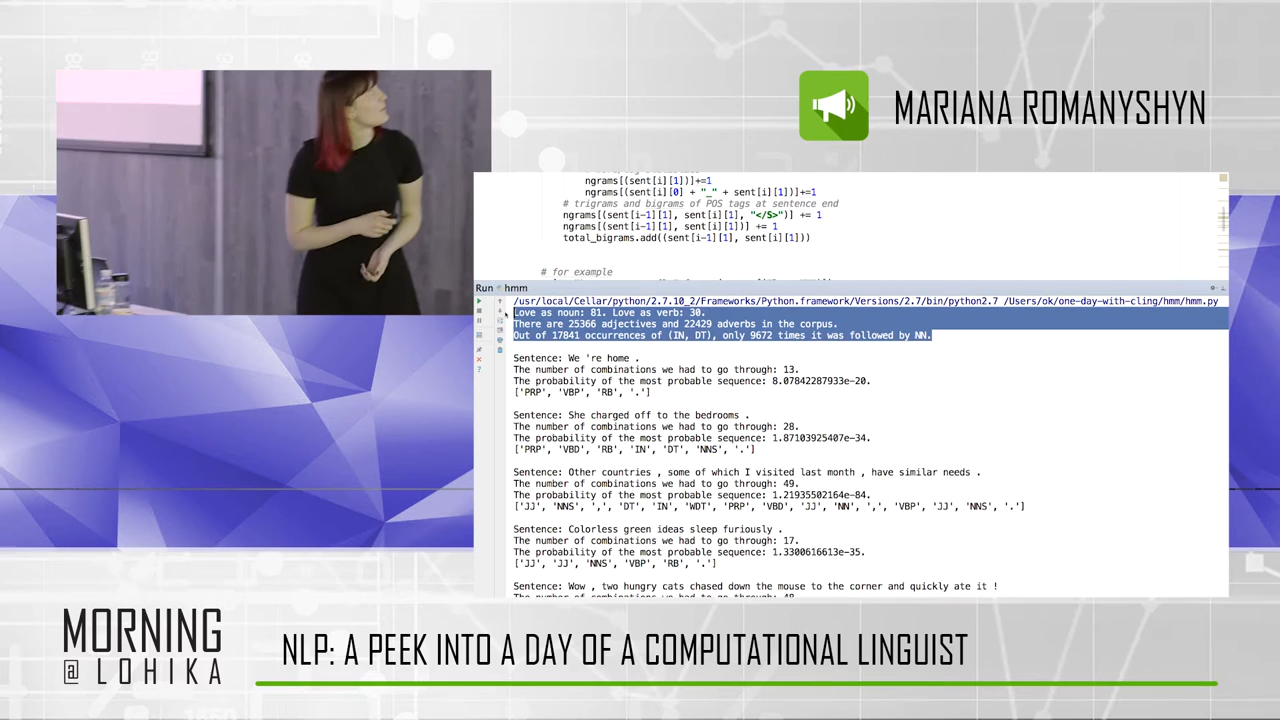 MARIANA ROMANYSHYN
ngrams[(sent[i][1])]+=1
ngrams[(sent[i][0] + "_" + sent[i][1])]+=1
# trigrams and bigrams of POS tags at sentence end
ngrams[(sent[i-1][1], sent[i][1], "</S>")] += 1
ngrams[(sent[i-1][1], sent[i][1])] += 1
total_bigrams.add((sent[i-1][1], sent[i][1]))
# for example
Run hmm
/usr/local/Cellar/python/2.7.10_2/Frameworks/Python.framework/Versions/2.7/bin/python2.7 /Users/ok/one-day-with-cling/hmm/hmm.py
Love as noun: 81. Love as verb: 30.
There are 25366 adjectives and 22429 adverbs in the corpus.
Out of 17841 occurrences of (IN, DT), only 9672 times it was followed by NN.
Sentence: We 're home .
The number of combinations we had to go through: 13.
The probability of the most probable sequence: 8.07842287933e-20.
['PRP', 'VBP', 'RB', '.']
Sentence: She charged off to the bedrooms .
The number of combinations we had to go through: 28.
The probability of the most probable sequence: 1.87103925407e-34.
['PRP', 'VBD', 'RB', 'IN', 'DT', 'NNS', '.']
Sentence: Other countries , some of which I visited last month , have similar needs .
The number of combinations we had to go through: 49.
The probability of the most probable sequence: 1.21935502164e-84.
['JJ', 'NNS', ',', 'DT', 'IN', 'WDT', 'PRP', 'VBD', 'JJ', 'NN', ',', 'VBP', 'JJ', 'NNS', '.']
Sentence: Colorless green ideas sleep furiously .
The number of combinations we had to go through: 17.
The probability of the most probable sequence: 1.3300616613e-35.
['JJ', 'JJ', 'NNS', 'VBP', 'RB', '.']
Sentence: Wow , two hungry cats chased down the mouse to the corner and quickly ate it !
MORNING
@ LOHIKA
NLP: A PEEK INTO A DAY OF A COMPUTATIONAL LINGUIST